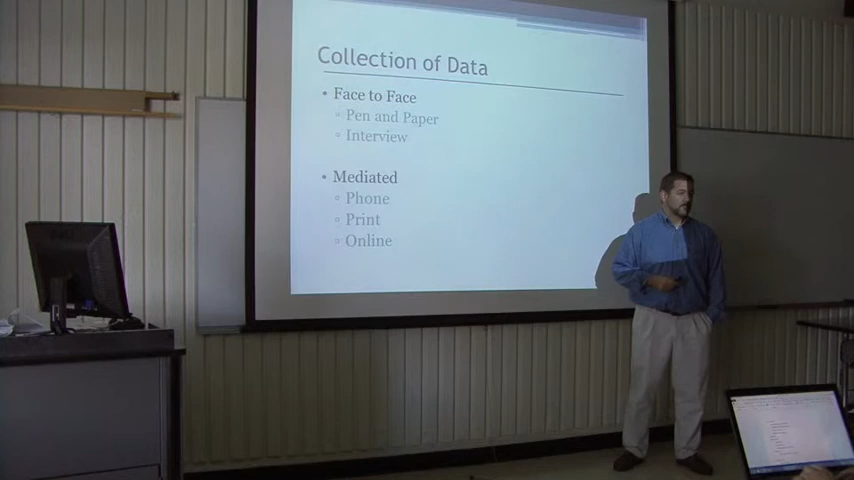 Collection of Data
• Face to Face
▫ Pen and Paper
▫ Interview
• Mediated
▫ Phone
▫ Print
▫ Online